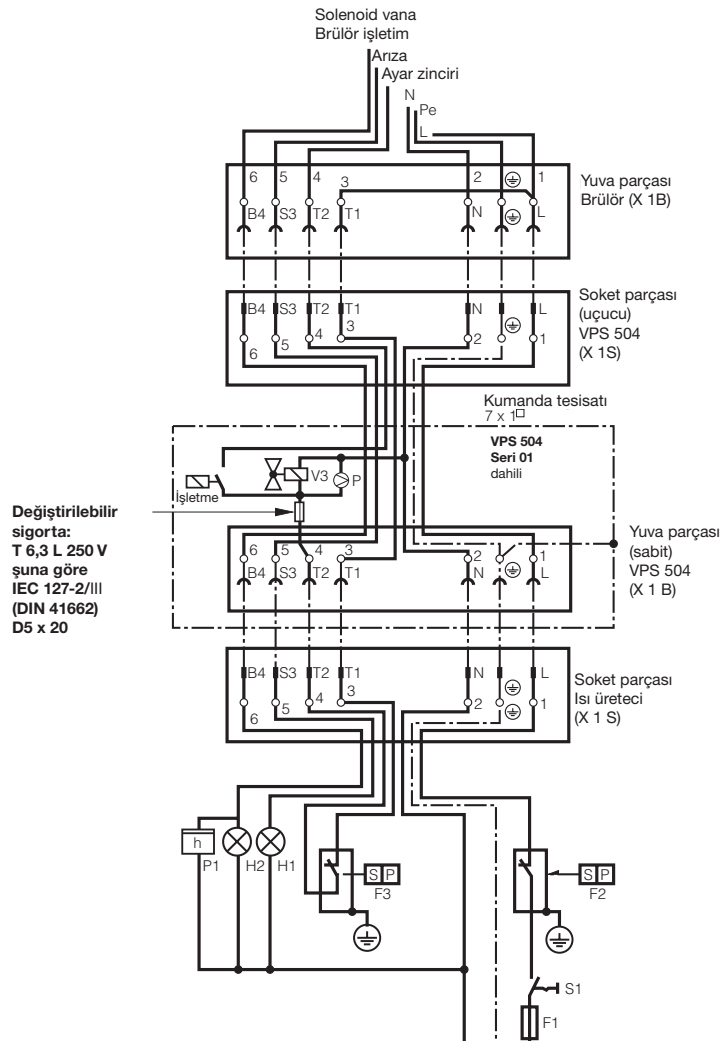 Solenoid vana
Brülör işletim
Arıza
Ayar zinciri
N
Pe
L
6 5 4 3 2 1
B4 S3 T2 T1 N L
Yuva parçası
Brülör (X 1B)
B4 S3 T2 T1 N L
6 5 4 3 2 1
Soket parçası
(uçucu)
VPS 504
(X 1S)
Kumanda tesisatı
7 x 1□
VPS 504
Seri 01
dahili
V3
P
İşletme
Değiştirilebilir
sigorta:
T 6,3 L 250 V
şuna göre
IEC 127-2/III
(DIN 41662)
D5 x 20
6 5 4 3 2 1
B4 S3 T2 T1 N L
Yuva parçası
(sabit)
VPS 504
(X 1 B)
B4 S3 T2 T1 N L
6 5 4 3 2 1
Soket parçası
Isı üreteci
(X 1 S)
h
P1
H2
H1
S P
F3
S P
F2
S1
F1